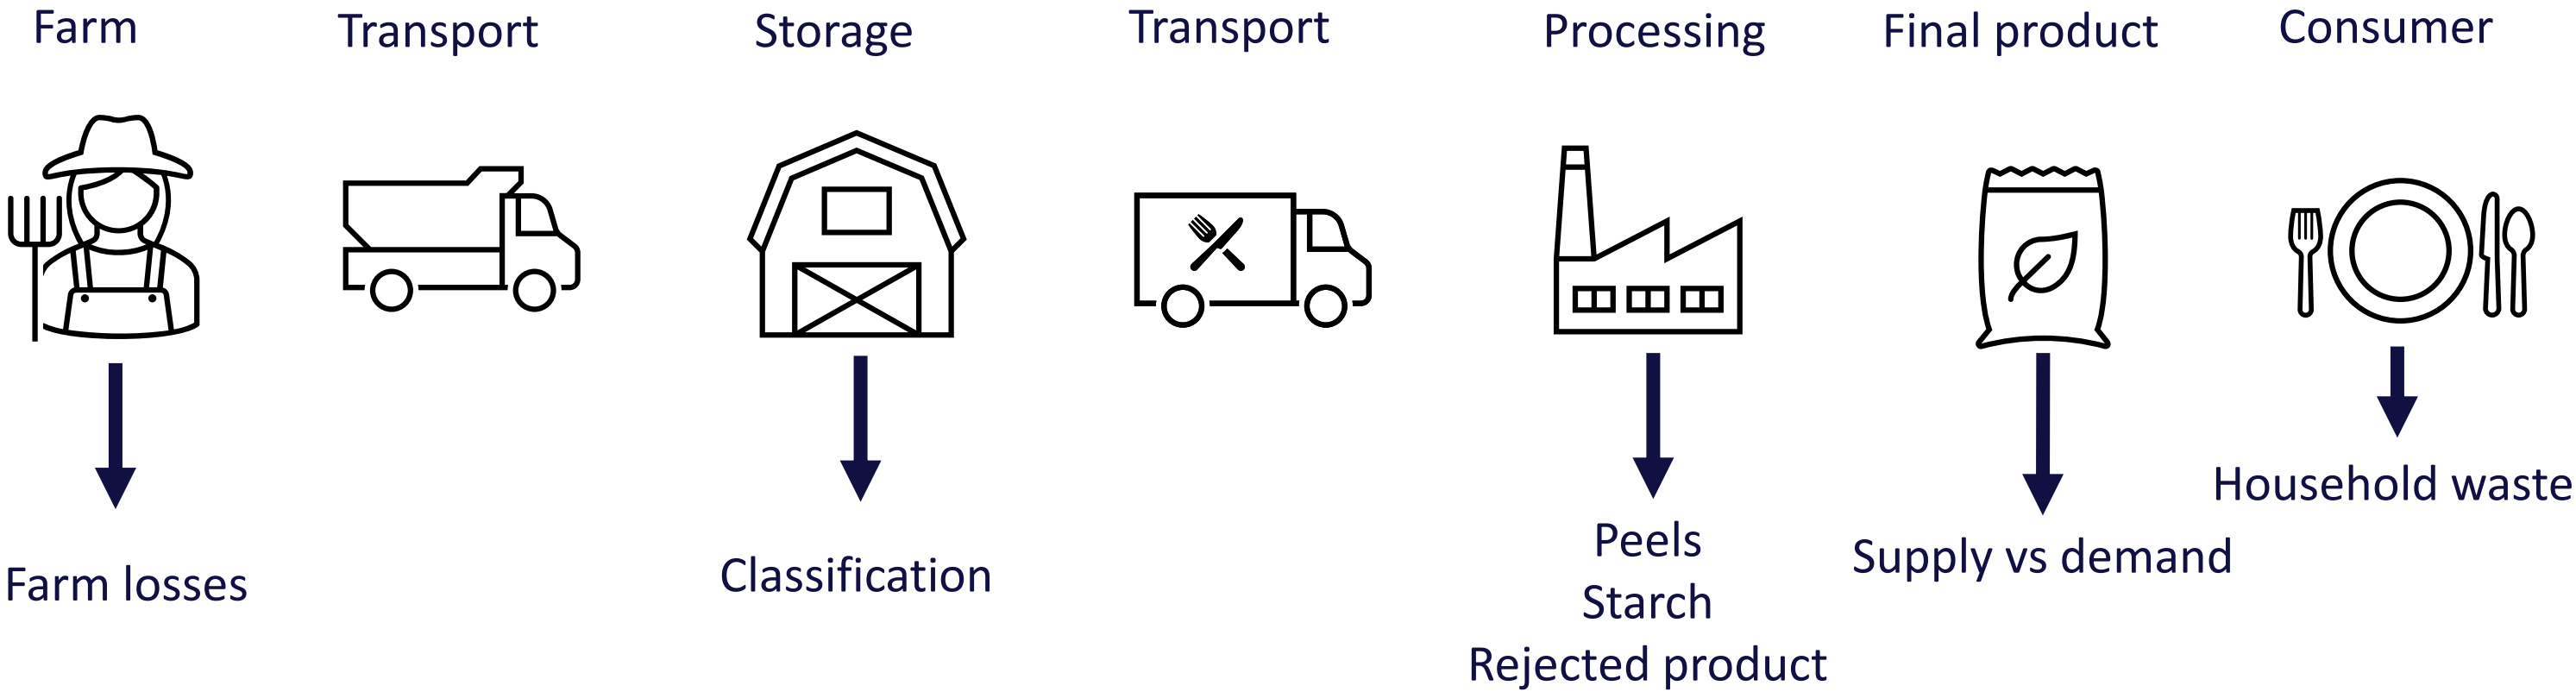 Farm
Transport
Storage
Transport
Processing
Final product
Consumer
Farm losses
Classification
Peels
Starch
Rejected product
Supply vs demand
Household waste